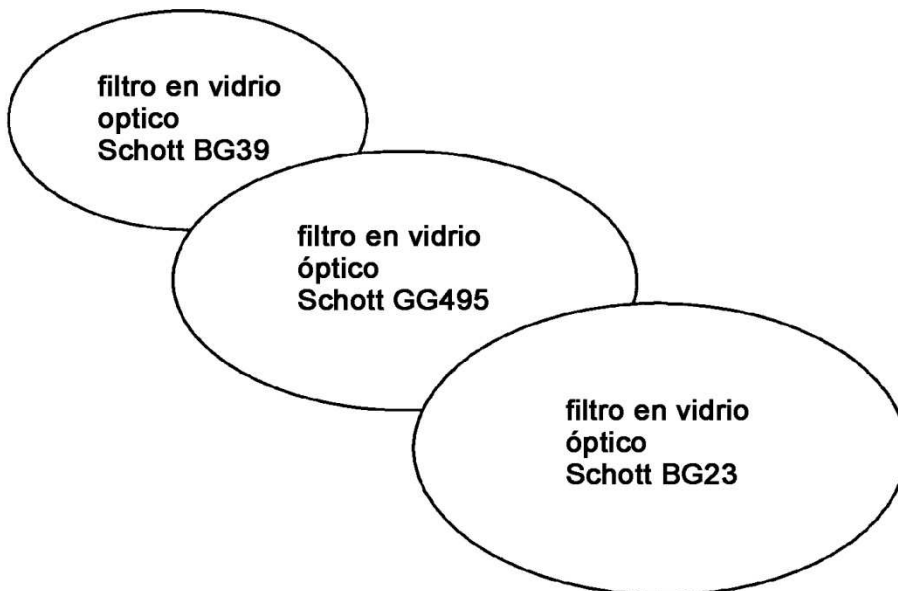 filtro en vidrio
optico
Schott BG39
filtro en vidrio
óptico
Schott GG495
filtro en vidrio
óptico
Schott BG23